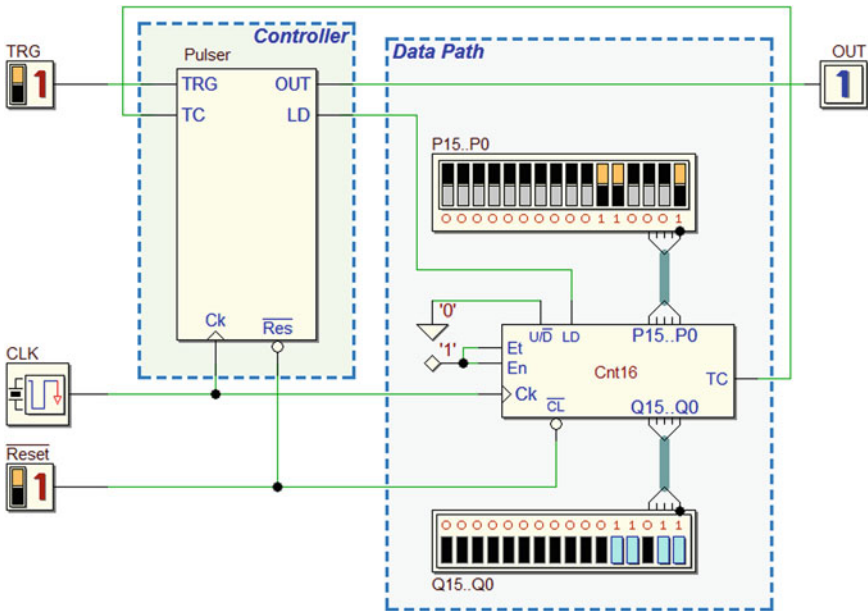 Controller
Data Path
TRG
1
Pulser
TRG
OUT
TC
LD
Ck
Res
OUT
1
P15..P0
0 0 0 0 0 0 0 0 0 0 1 1 0 0 0 1
'0'
'1'
U/D
LD
P15..P0
Et
En
Cnt16
TC
Ck
CL
Q15..Q0
CLK
Reset
1
0 0 0 0 0 0 0 0 0 0 0 1 1 0 1 1
Q15..Q0